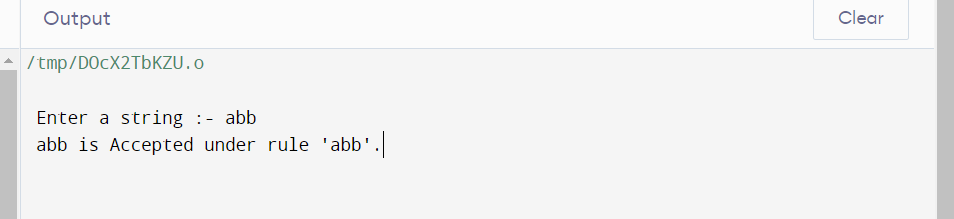 Output
Clear
/tmp/DOcX2TbKZU.o
Enter a string :- abb
abb is Accepted under rule 'abb'.